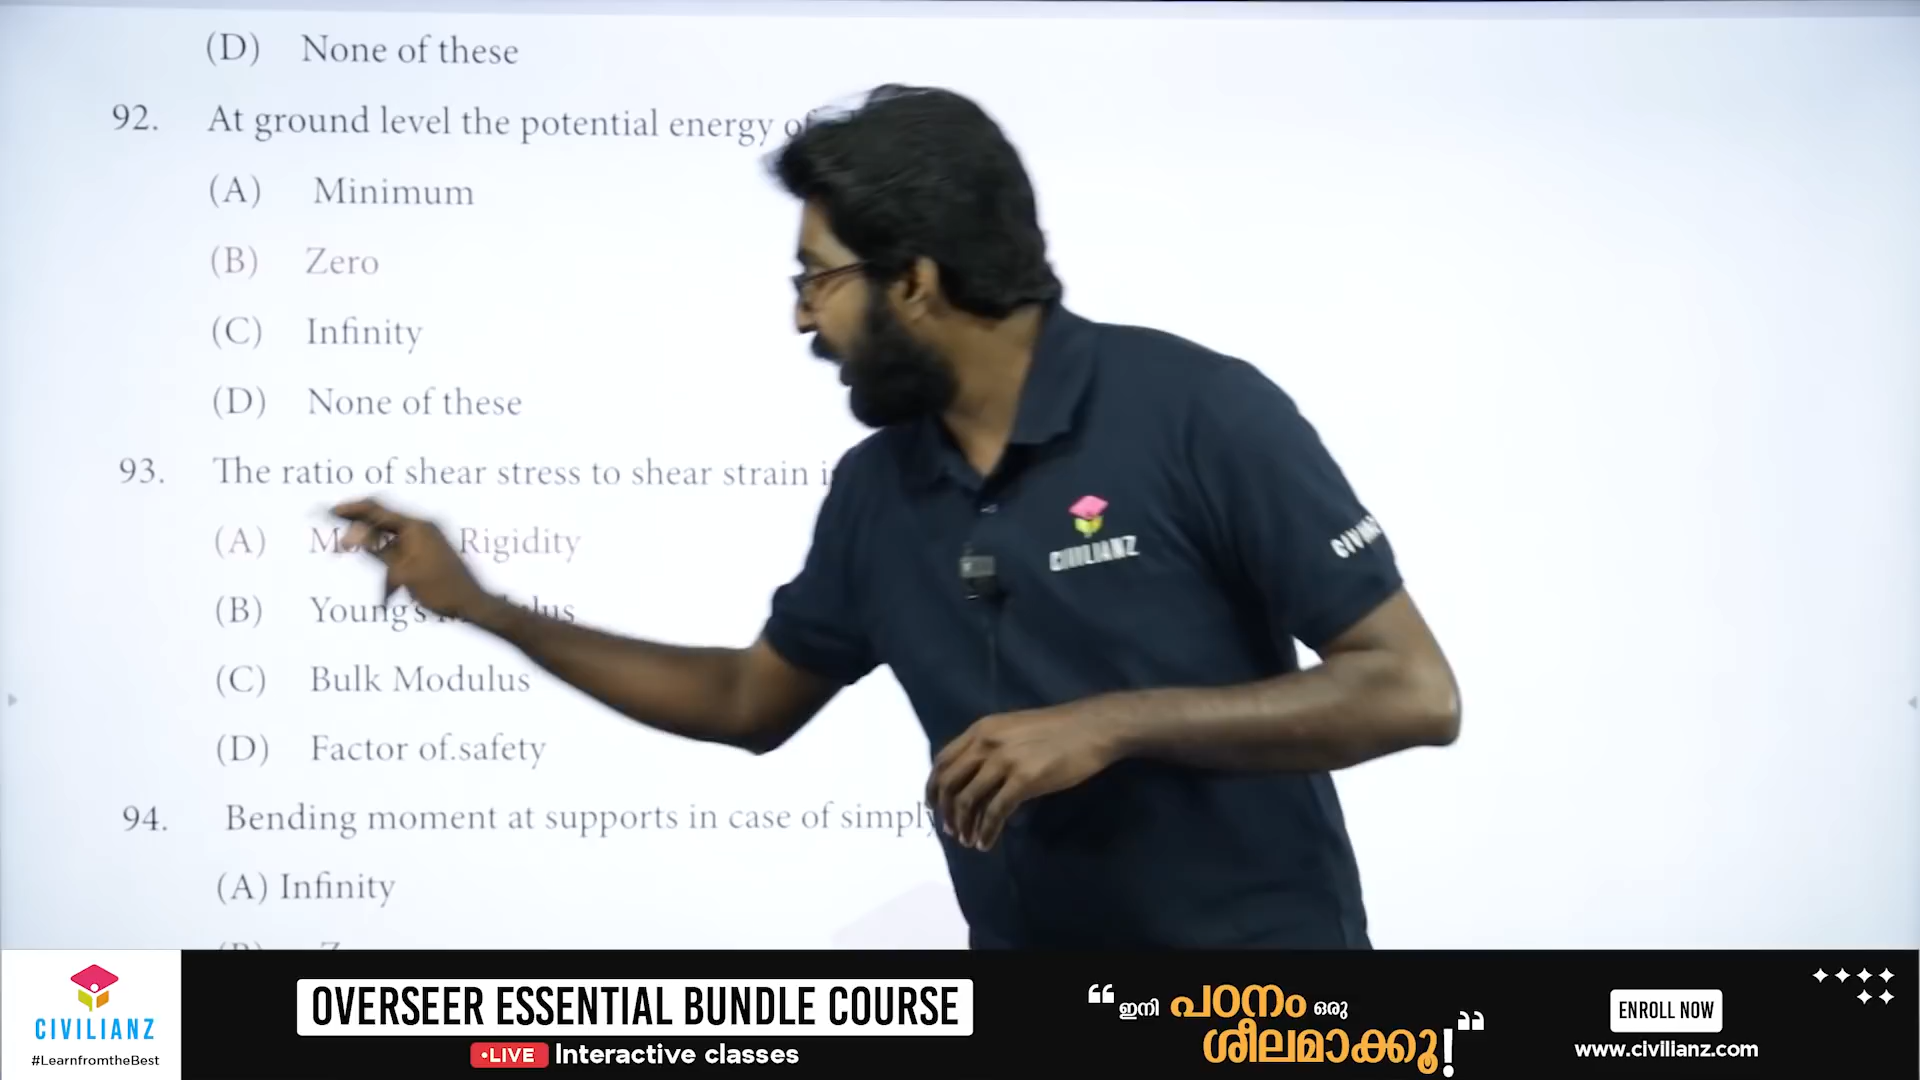 (D) None of these
92. At ground level the potential energy of
(A) Minimum
(B) Zero
(C) Infinity
(D) None of these
93. The ratio of shear stress to shear strain
(A) Rigidity
(B) Young's
(C) Bulk Modulus
(D) Factor of.safety
94. Bending moment at supports in case of simply
(A) Infinity
CIVILIANZ
CIVILIANZ
#LearnfromtheBest
OVERSEER ESSENTIAL BUNDLE COURSE
•LIVE Interactive classes
“ഇനി പഠനം ഒരു
ശീലമാക്കൂ!”
ENROLL NOW
www.civilianz.com